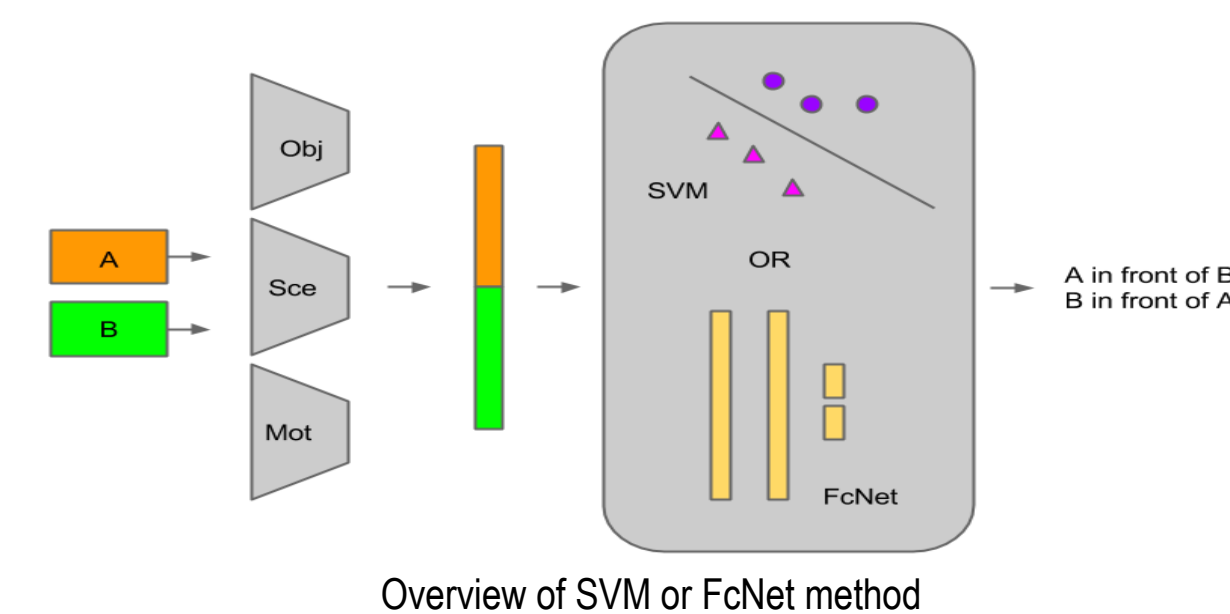 A
B
Obj
Sce
Mot
SVM
OR
FcNet
A in front of B
B in front of A
Overview of SVM or FcNet method